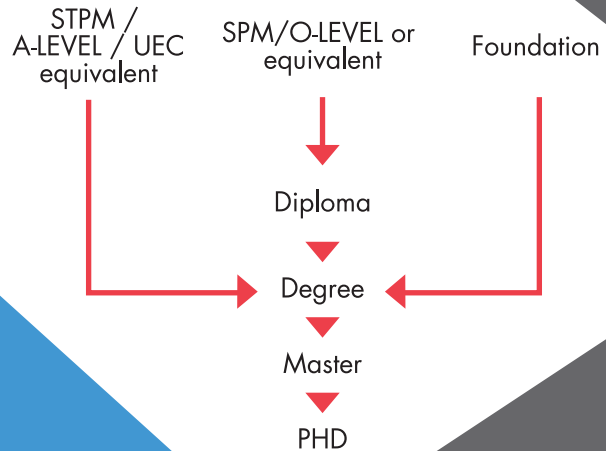 STPM /
A-LEVEL / UEC
equivalent
SPM/O-LEVEL or
equivalent
Foundation
Diploma
Degree
Master
PHD